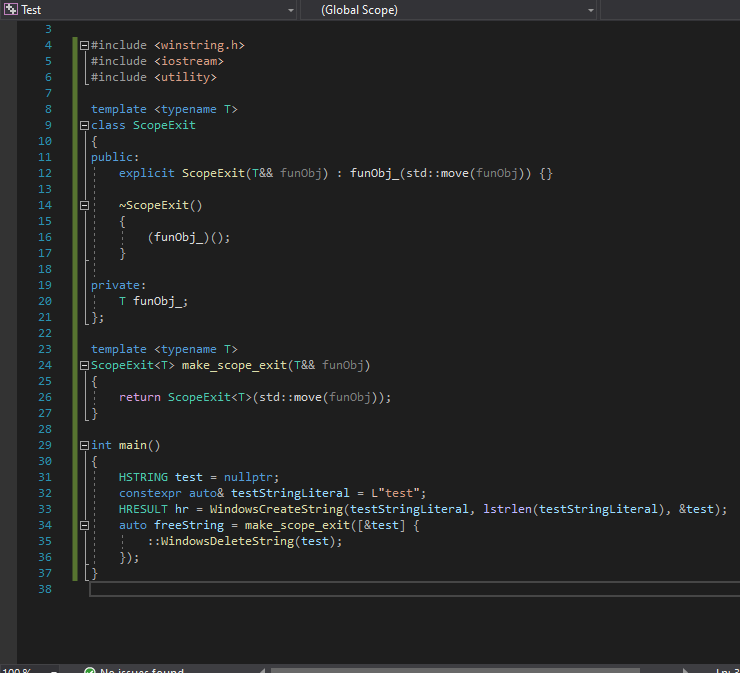 Test (Global Scope)
3
4 #include <winstring.h>
5 #include <iostream>
6 #include <utility>
7
8 template <typename T>
9 class ScopeExit
10 {
11 public:
12 explicit ScopeExit(T&& funObj) : funObj_(std::move(funObj)) {}
13
14 ~ScopeExit()
15 {
16 (funObj_)();
17 }
18
19 private:
20 T funObj_;
21 };
22
23 template <typename T>
24 ScopeExit<T> make_scope_exit(T&& funObj)
25 {
26 return ScopeExit<T>(std::move(funObj));
27 }
28
29 int main()
30 {
31 HSTRING test = nullptr;
32 constexpr auto& testStringLiteral = L"test";
33 HRESULT hr = WindowsCreateString(testStringLiteral, lstrlen(testStringLiteral), &test);
34 auto freeString = make_scope_exit([&test] {
35 ::WindowsDeleteString(test);
36 });
37 }
38
100 % No issues found